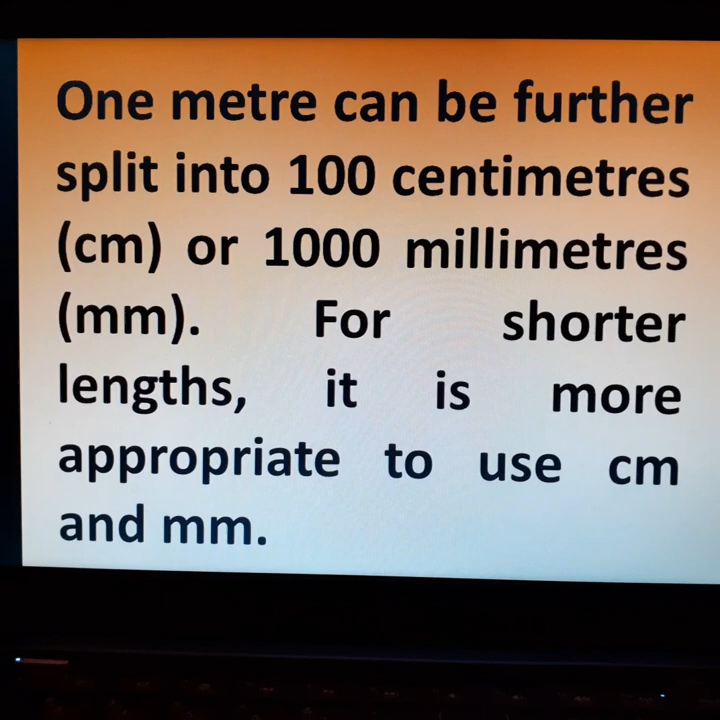 One metre can be further
split into 100 centimetres
(cm) or 1000 millimetres
(mm). For shorter
lengths, it is more
appropriate to use cm
and mm.